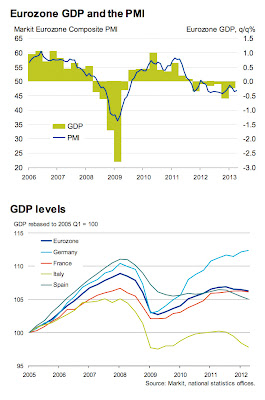 Eurozone GDP and the PMI
Markit Eurozone Composite PMI Eurozone GDP, q/q%
65 1.5
60 1.0
55 0.5
50 0.0
45 -0.5
40 -1.0
35 -1.5
30 -2.0
25 -2.5
20 -3.0
GDP
PMI
2006 2007 2008 2009 2010 2011 2012 2013
GDP levels
GDP rebased to 2005 Q1 = 100
115
110
105
100
95
Eurozone
Germany
France
Italy
Spain
2005 2006 2007 2008 2009 2010 2011 2012
Source: Markit, national statistics offices.